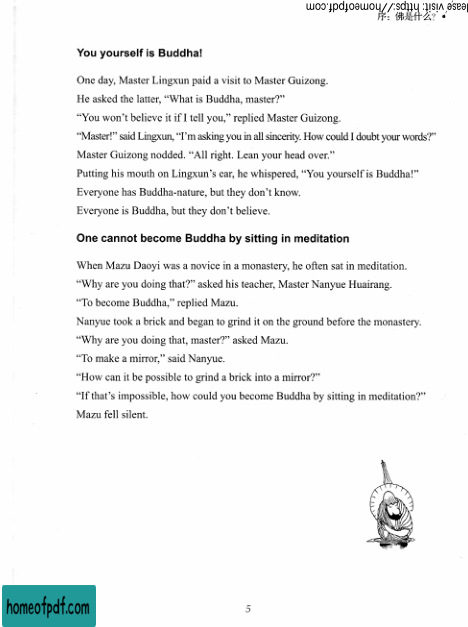 please visit: https://homeofpdf.com
序：佛是什么？ •
You yourself is Buddha!
One day, Master Lingxun paid a visit to Master Guizong.
He asked the latter, “What is Buddha, master?”
“You won’t believe it if I tell you,” replied Master Guizong.
“Master!” said Lingxun, “I’m asking you in all sincerity. How could I doubt your words?”
Master Guizong nodded. “All right. Lean your head over.”
Putting his mouth on Lingxun’s ear, he whispered, “You yourself is Buddha!”
Everyone has Buddha-nature, but they don’t know.
Everyone is Buddha, but they don’t believe.
One cannot become Buddha by sitting in meditation
When Mazu Daoyi was a novice in a monastery, he often sat in meditation.
“Why are you doing that?” asked his teacher, Master Nanyue Huairang.
“To become Buddha,” replied Mazu.
Nanyue took a brick and began to grind it on the ground before the monastery.
“Why are you doing that, master?” asked Mazu.
“To make a mirror,” said Nanyue.
“How can it be possible to grind a brick into a mirror?”
“If that’s impossible, how could you become Buddha by sitting in meditation?”
Mazu fell silent.
homeofpdf.com
5